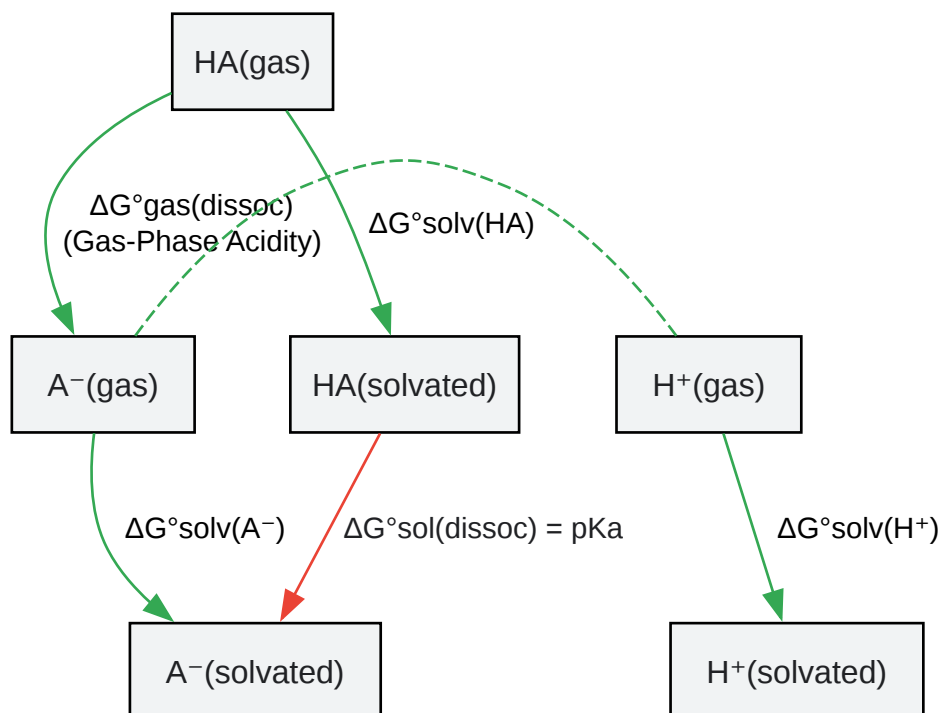 HA(gas)
ΔG°gas(dissoc)
(Gas-Phase Acidity)
ΔG°solv(HA)
A⁻(gas)
HA(solvated)
H⁺(gas)
ΔG°solv(A⁻)
ΔG°sol(dissoc) = pKa
ΔG°solv(H⁺)
A⁻(solvated)
H⁺(solvated)